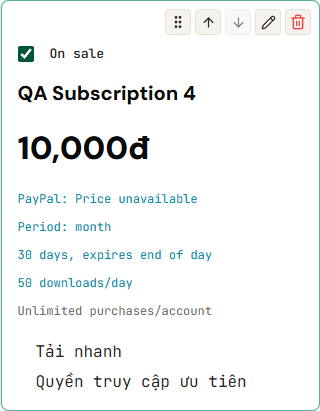 On sale
QA Subscription 4
10,000đ
PayPal: Price unavailable
Period: month
30 days, expires end of day
50 downloads/day
Unlimited purchases/account
Tải nhanh
Quyền truy cập ưu tiên